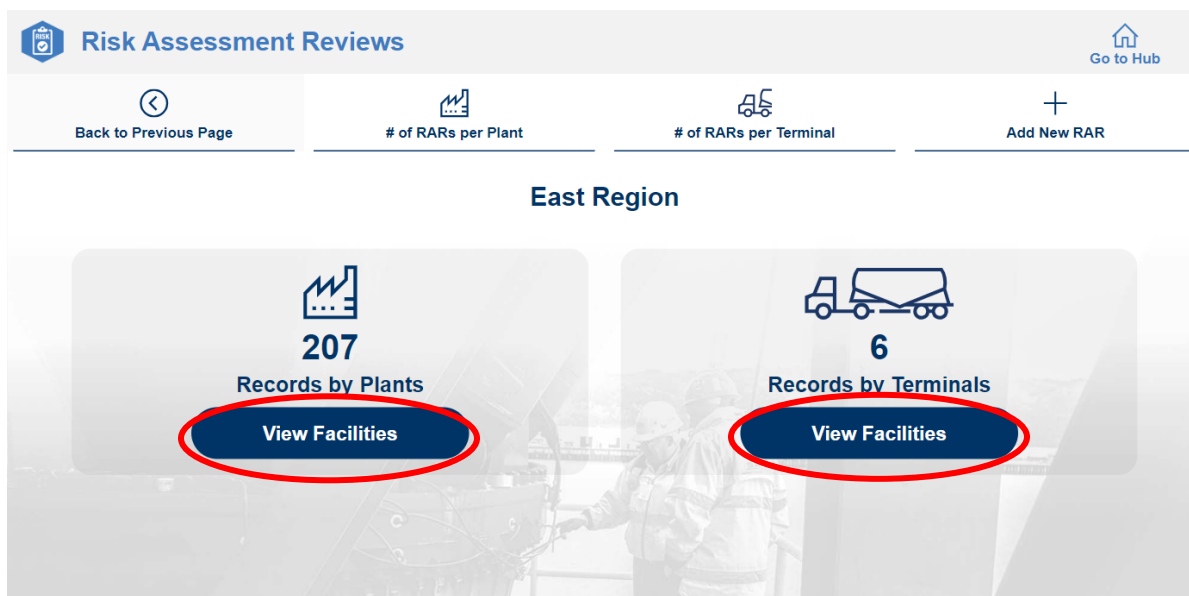 RISK
Risk Assessment Reviews
Go to Hub
Back to Previous Page
# of RARs per Plant
# of RARs per Terminal
Add New RAR
East Region
207
Records by Plants
View Facilities
6
Records by Terminals
View Facilities